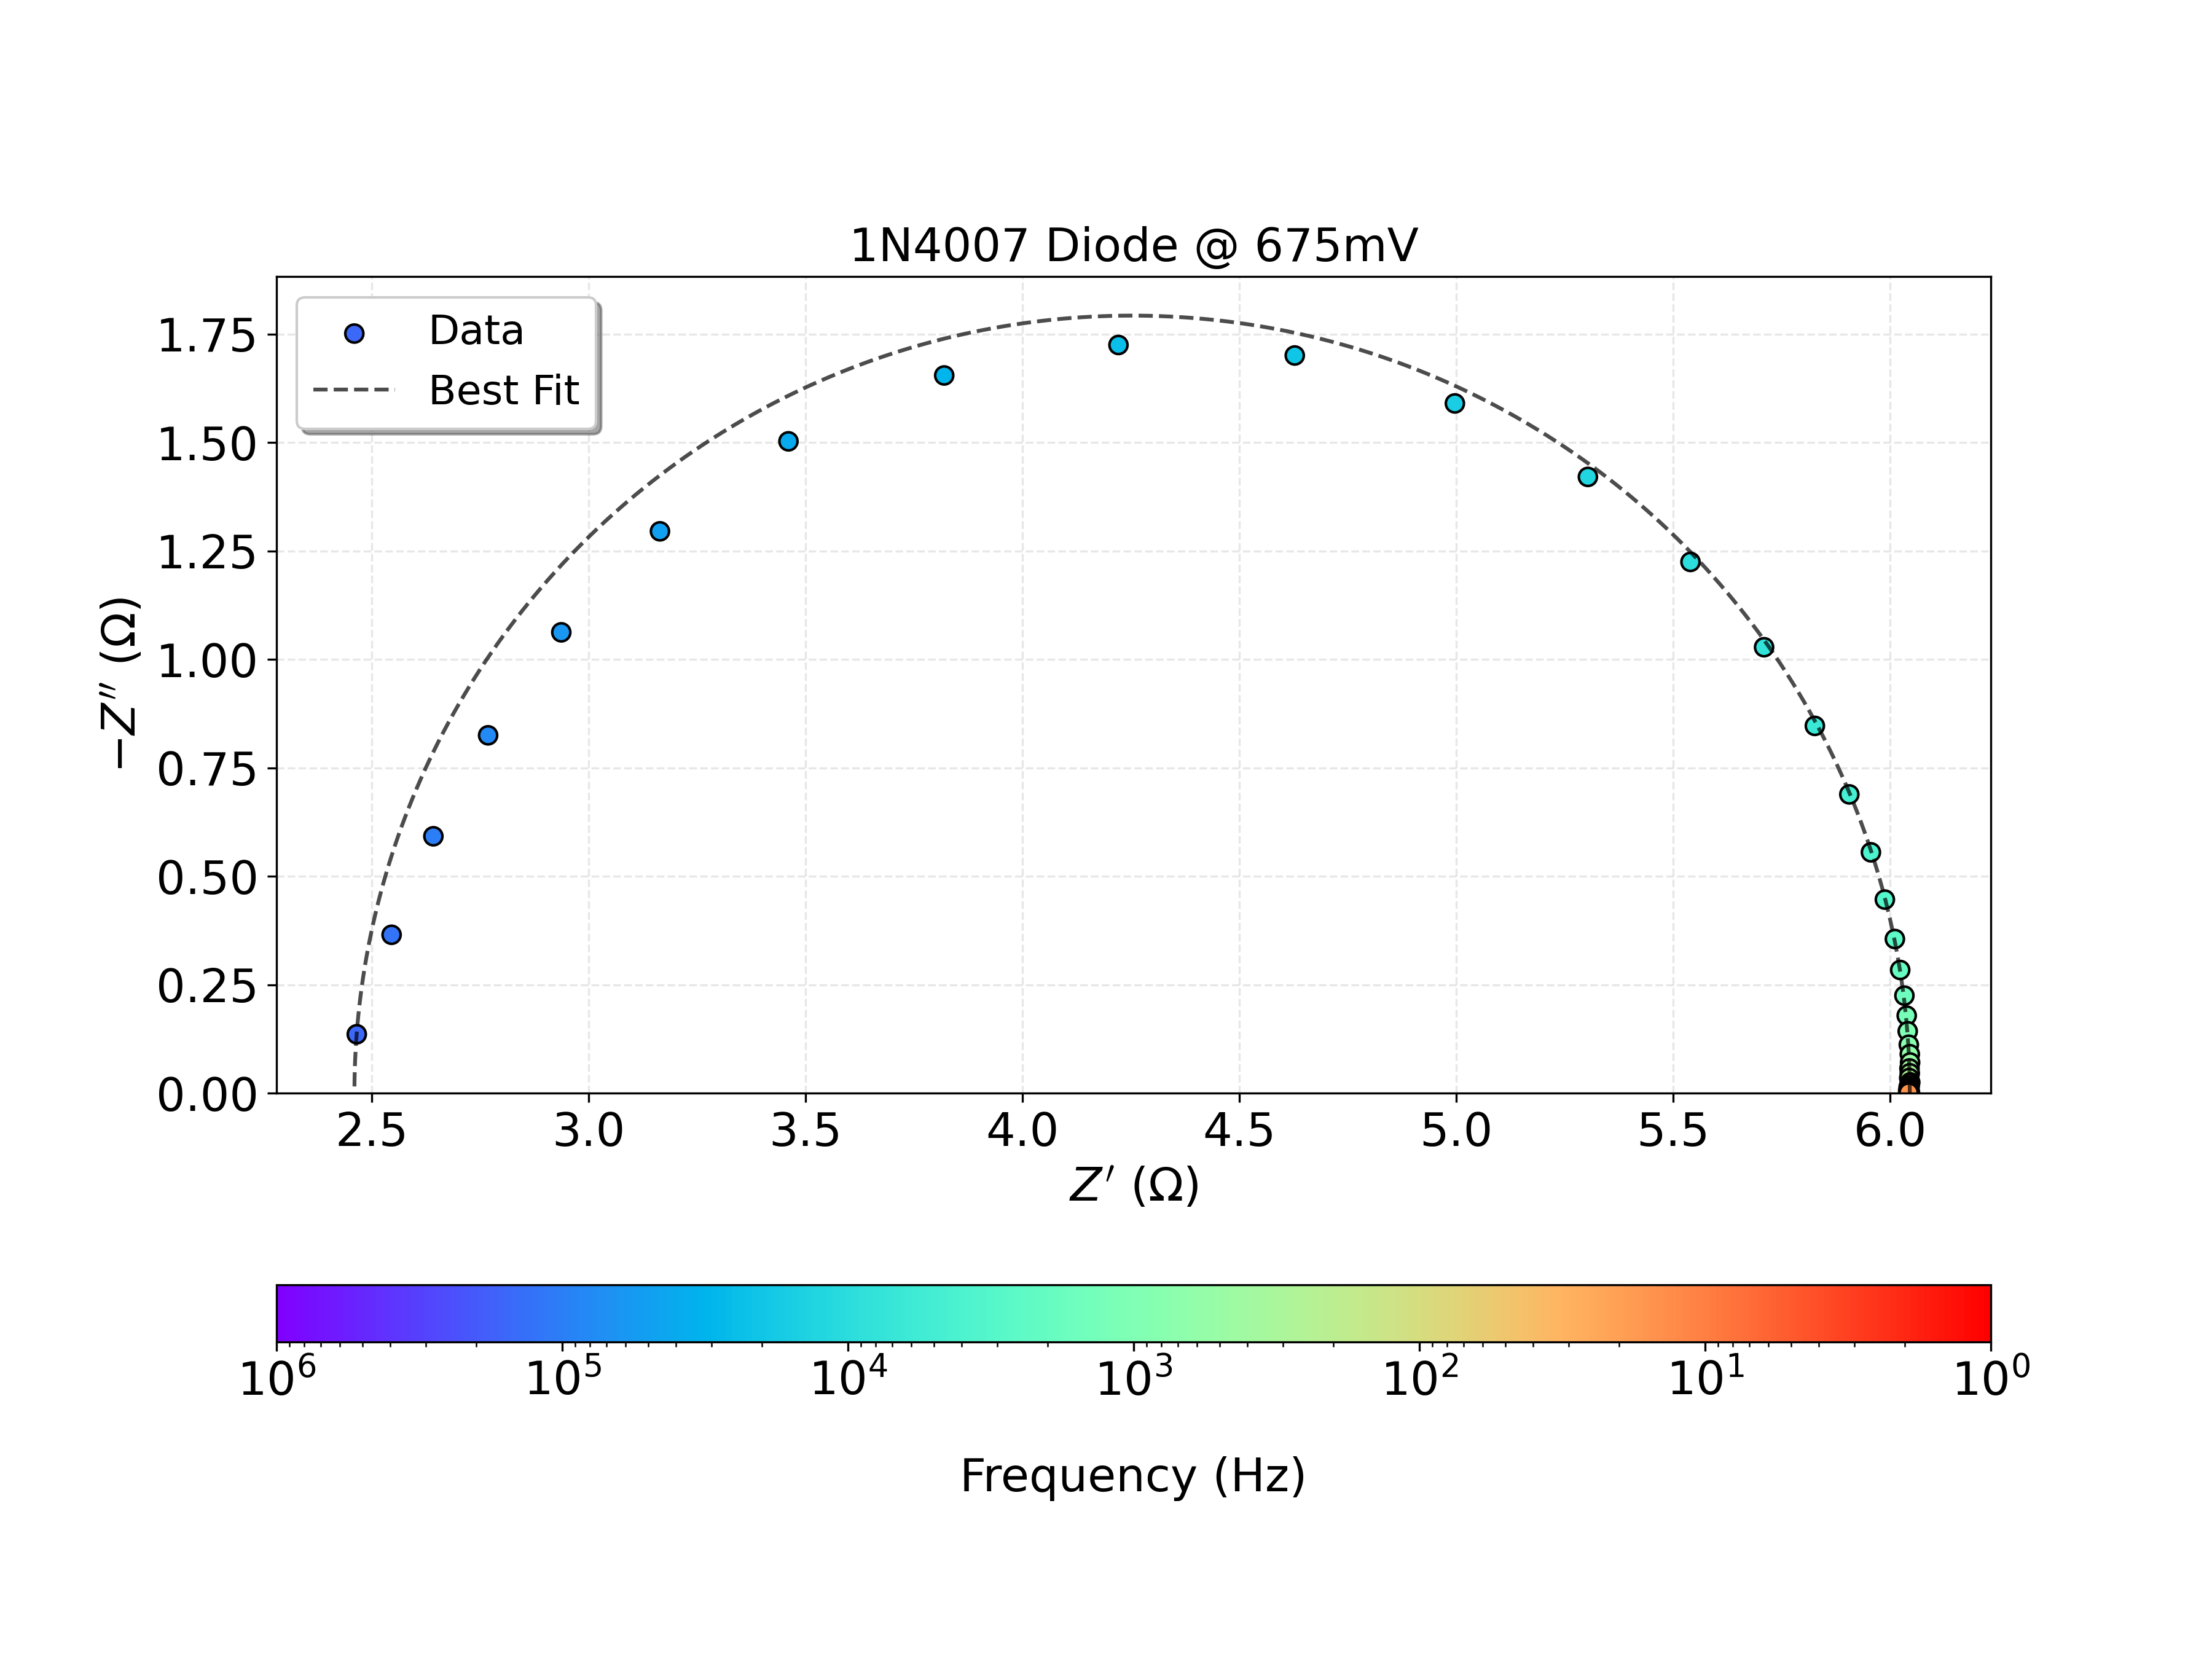 1N4007 Diode @ 675mV
Data
Best Fit
−Z″ (Ω)
1.75
1.50
1.25
1.00
0.75
0.50
0.25
0.00
2.5 3.0 3.5 4.0 4.5 5.0 5.5 6.0
Z′ (Ω)
10⁶ 10⁵ 10⁴ 10³ 10² 10¹ 10⁰
Frequency (Hz)